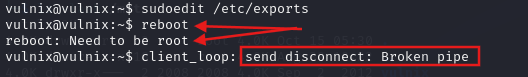 vulnix@vulnix:~$ sudoedit /etc/exports
vulnix@vulnix:~$ reboot
reboot: Need to be root
vulnix@vulnix:~$ client_loop: send disconnect: Broken pipe